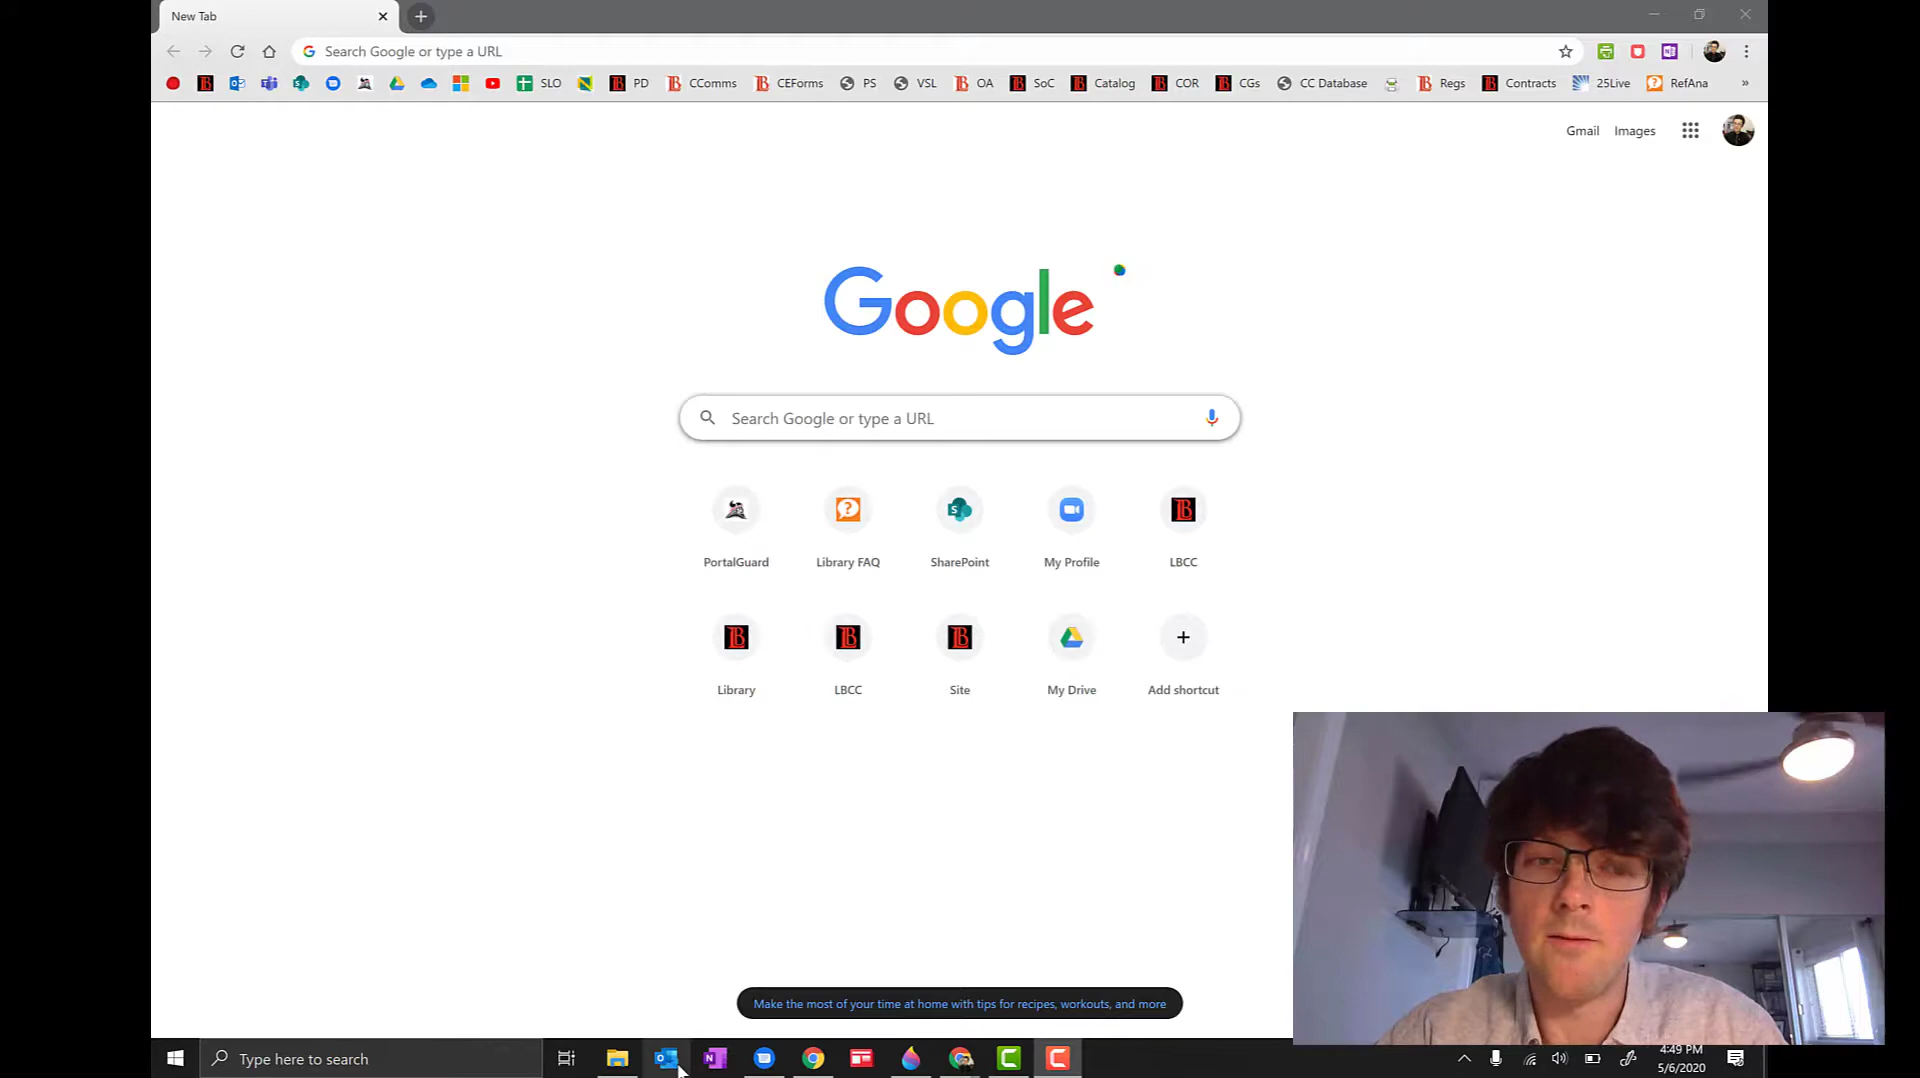 New Tab
Search Google or type a URL
SLO PD CComms CEForms PS VSL OA SoC Catalog COR CGs CC Database Regs Contracts 25Live RefAna »
Gmail Images
Google
Search Google or type a URL
PortalGuard Library FAQ SharePoint My Profile LBCC
Library LBCC Site My Drive Add shortcut
Make the most of your time at home with tips for recipes, workouts, and more
Type here to search
4:49 PM
5/6/2020